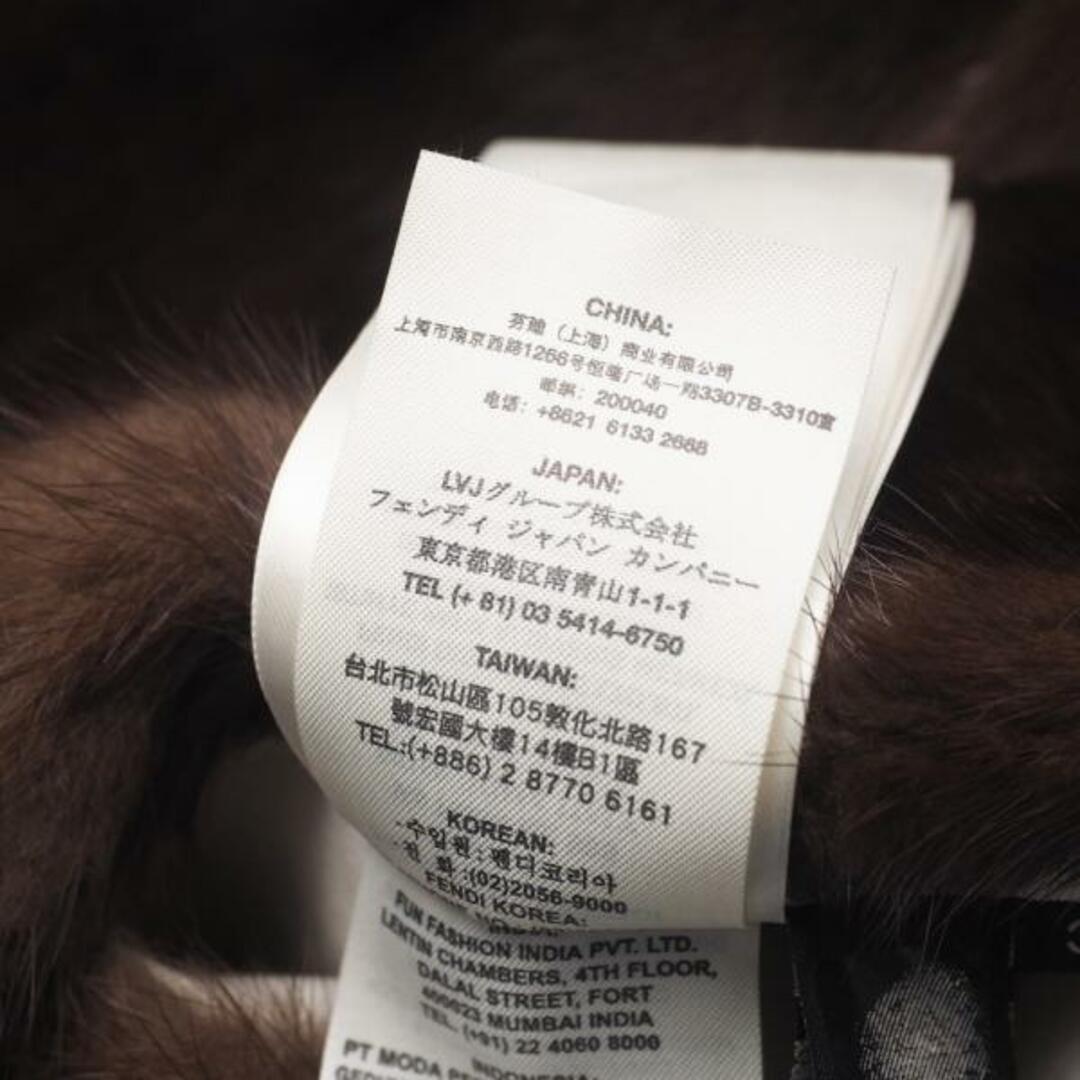 CHINA:
芬迪（上海）商业有限公司
上海市南京西路1266号恒隆广场一期3307B-3310室
邮编: 200040
电话: +8621 6133 2668
JAPAN:
LVJグループ株式会社
フェンディ ジャパン カンパニー
東京都港区南青山1-1-1
TEL (+ 81) 03 5414-6750
TAIWAN:
台北市松山區105敦化北路167
號宏國大樓14樓B1區
TEL.:(+886) 2 8770 6161
KOREAN:
-수입원:펜디코리아
-전 화:(02)2056-9000
FENDI KOREA:
FUN FASHION INDIA PVT. LTD.
LENTIN CHAMBERS, 4TH FLOOR,
DALAL STREET, FORT
400023 MUMBAI INDIA
TEL. (+91) 22 4060 8006
INDONESIA:
PT MODA